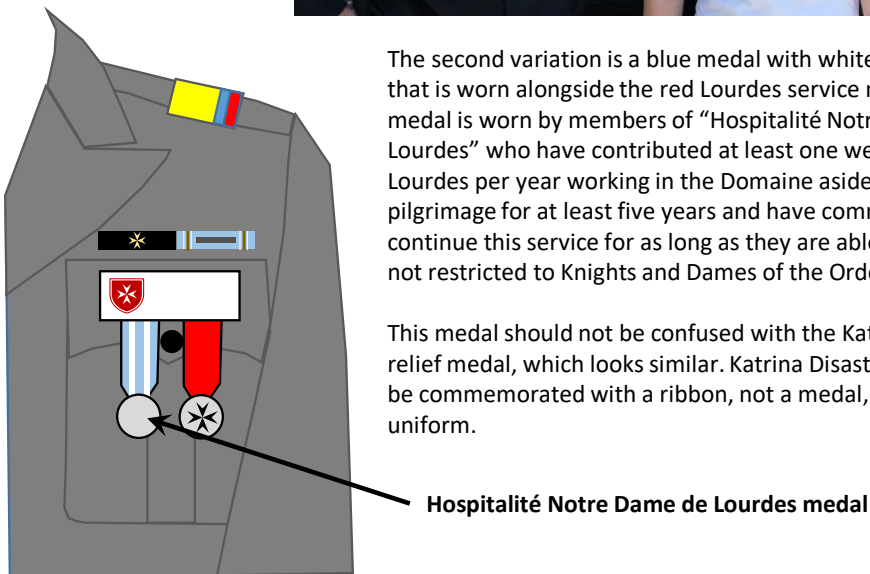 The second variation is a blue medal with white
that is worn alongside the red Lourdes service
medal is worn by members of “Hospitalité Notr
Lourdes” who have contributed at least one we
Lourdes per year working in the Domaine aside
pilgrimage for at least five years and have com
continue this service for as long as they are able
not restricted to Knights and Dames of the Orde
This medal should not be confused with the Kat
relief medal, which looks similar. Katrina Disast
be commemorated with a ribbon, not a medal,
uniform.
Hospitalité Notre Dame de Lourdes medal